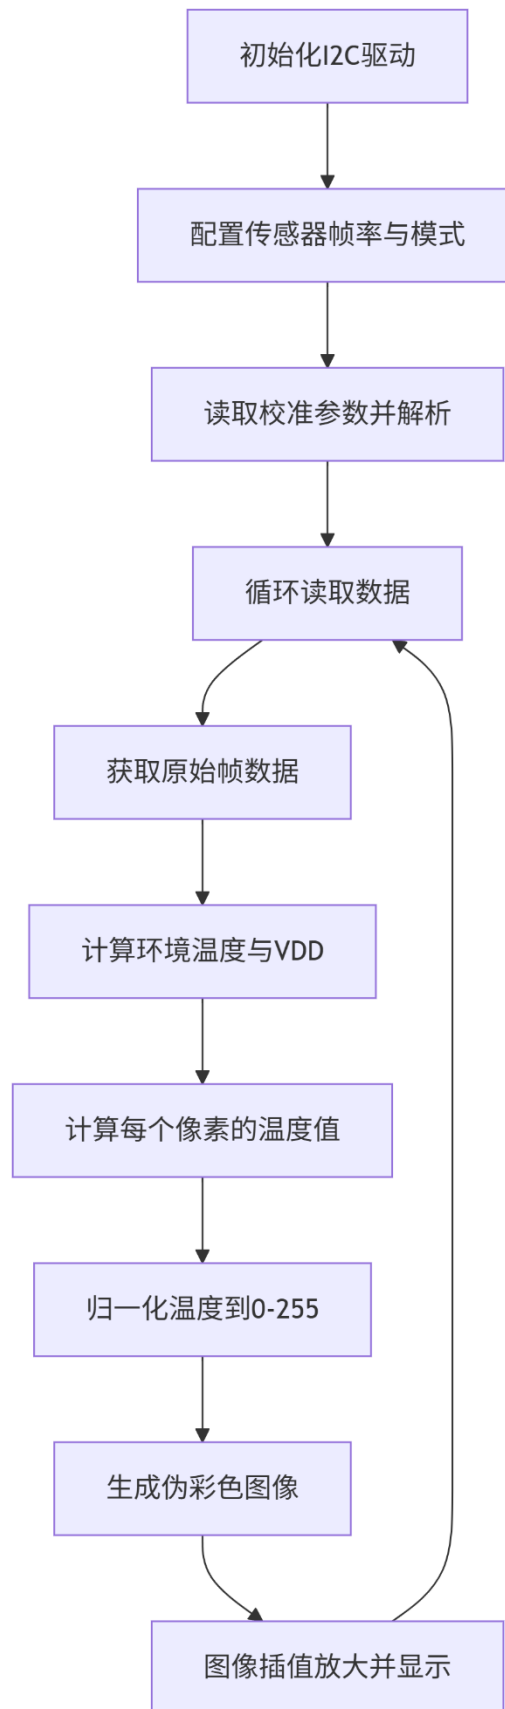 初始化I2C驱动
配置传感器帧率与模式
读取校准参数并解析
循环读取数据
获取原始帧数据
计算环境温度与VDD
计算每个像素的温度值
归一化温度到0-255
生成伪彩色图像
图像插值放大并显示